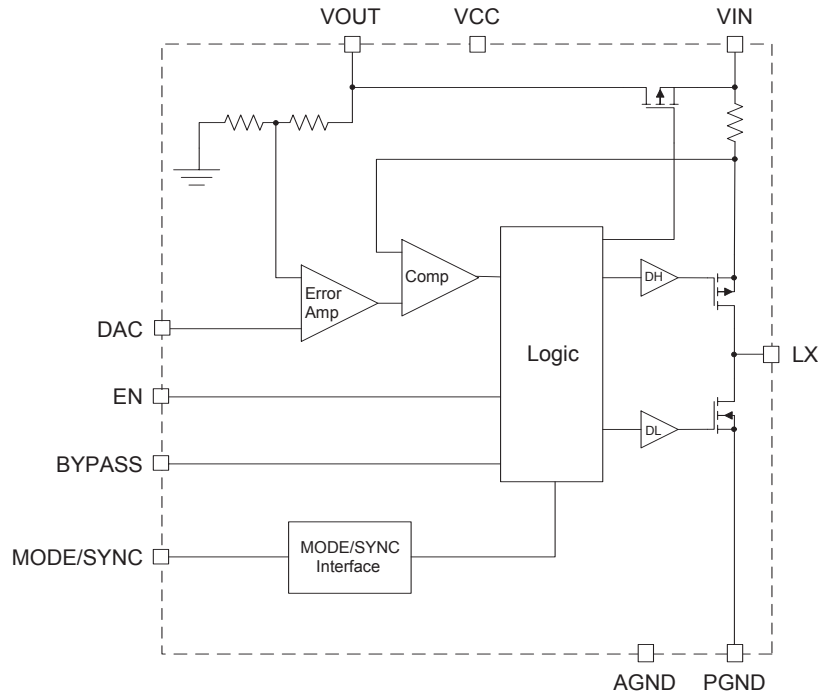 VOUT
VCC
VIN
Error
Amp
Comp
Logic
DH
DL
DAC
LX
EN
BYPASS
MODE/SYNC
MODE/SYNC
Interface
AGND
PGND